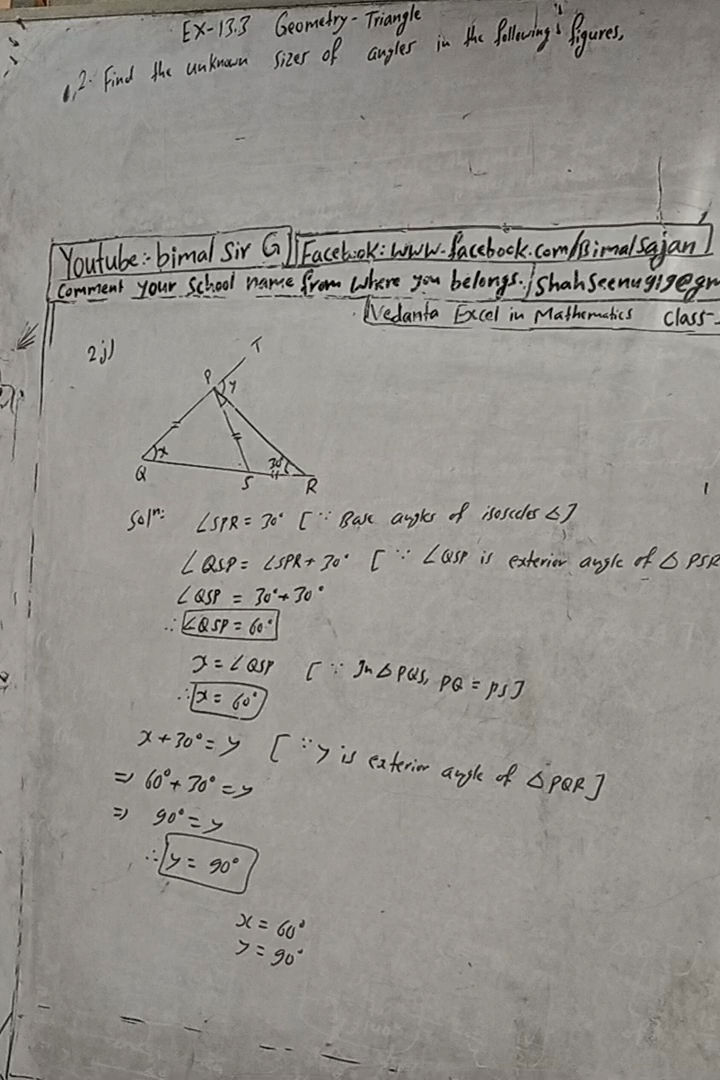 EX-13.3 Geometry - Triangle
2. Find the unknown sizes of angles in the following figures,
Youtube:- bimal Sir G
Facebook: www.facebook.com/Bimalsajan
Comment your School name from where you belongs.
Vedanta Excel in Mathematics Class-
2j)
T
P
y
x
30°
Q
S
R
Solⁿ: ∠SPR = 30° [∵ Base angles of isosceles Δ]
∠QSP = ∠SPR + 30° [∵ ∠QSP is exterior angle of Δ PSR
∠QSP = 30° + 30°
∴ ∠QSP = 60°
x = ∠QSP [∵ In Δ PQS, PQ = PS]
∴ x = 60°
x + 30° = y [∵ y is exterior angle of ΔPQR]
⇒ 60° + 30° = y
⇒ 90° = y
∴ y = 90°
x = 60°
y = 90°